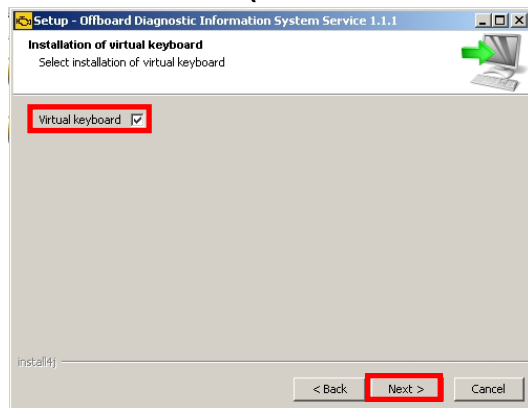 Setup - Offboard Diagnostic Information System Service 1.1.1
Installation of virtual keyboard
Select installation of virtual keyboard
Virtual keyboard
install4j
< Back Next > Cancel